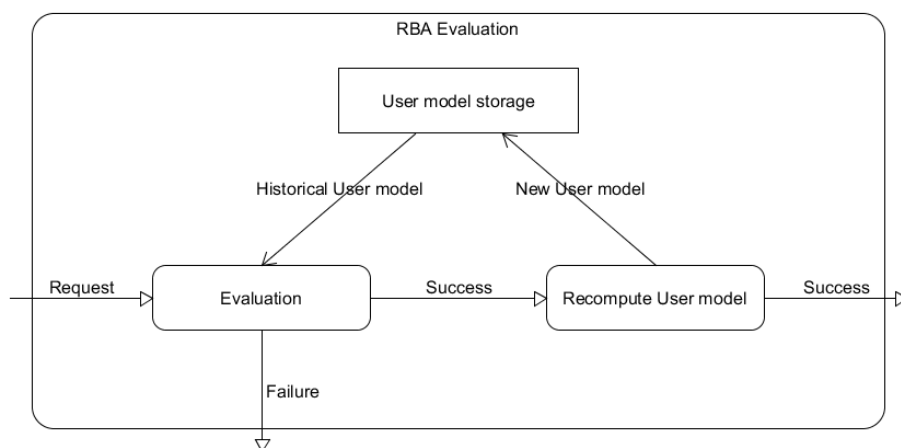 RBA Evaluation
User model storage
Historical User model
New User model
Request
Evaluation
Success
Recompute User model
Success
Failure